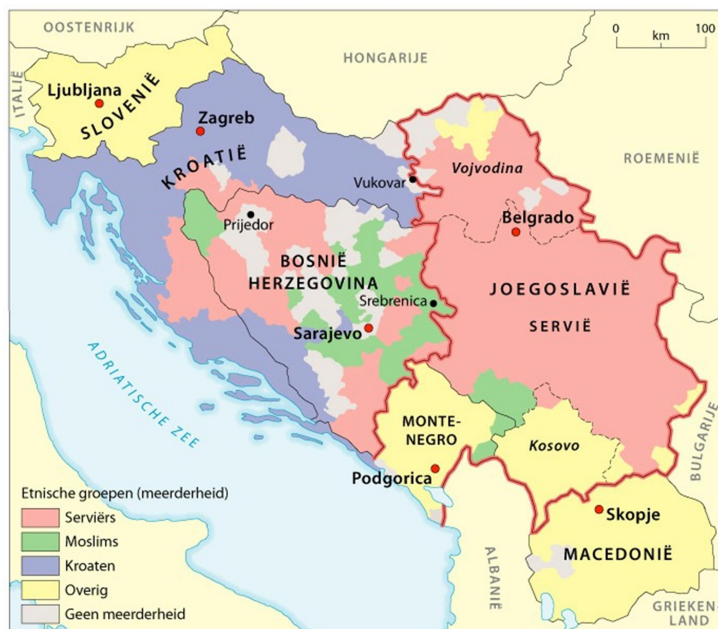 OOSTENRIJK
0 km 100
HONGARIJE
ITALIË
Ljubljana
SLOVENIË
Zagreb
KROATIË
Vojvodina
ROEMENIË
Vukovar
Belgrado
Prijedor
BOSNIË
HERZEGOVINA
JOEGOSLAVIË
SERVIË
Srebrenica
Sarajevo
ADRIATISCHE ZEE
MONTE-
NEGRO
Kosovo
BULGARIJE
Podgorica
Skopje
MACEDONIË
ALBANIË
GRIEKEN-
LAND
Etnische groepen (meerderheid)
Serviërs
Moslims
Kroaten
Overig
Geen meerderheid